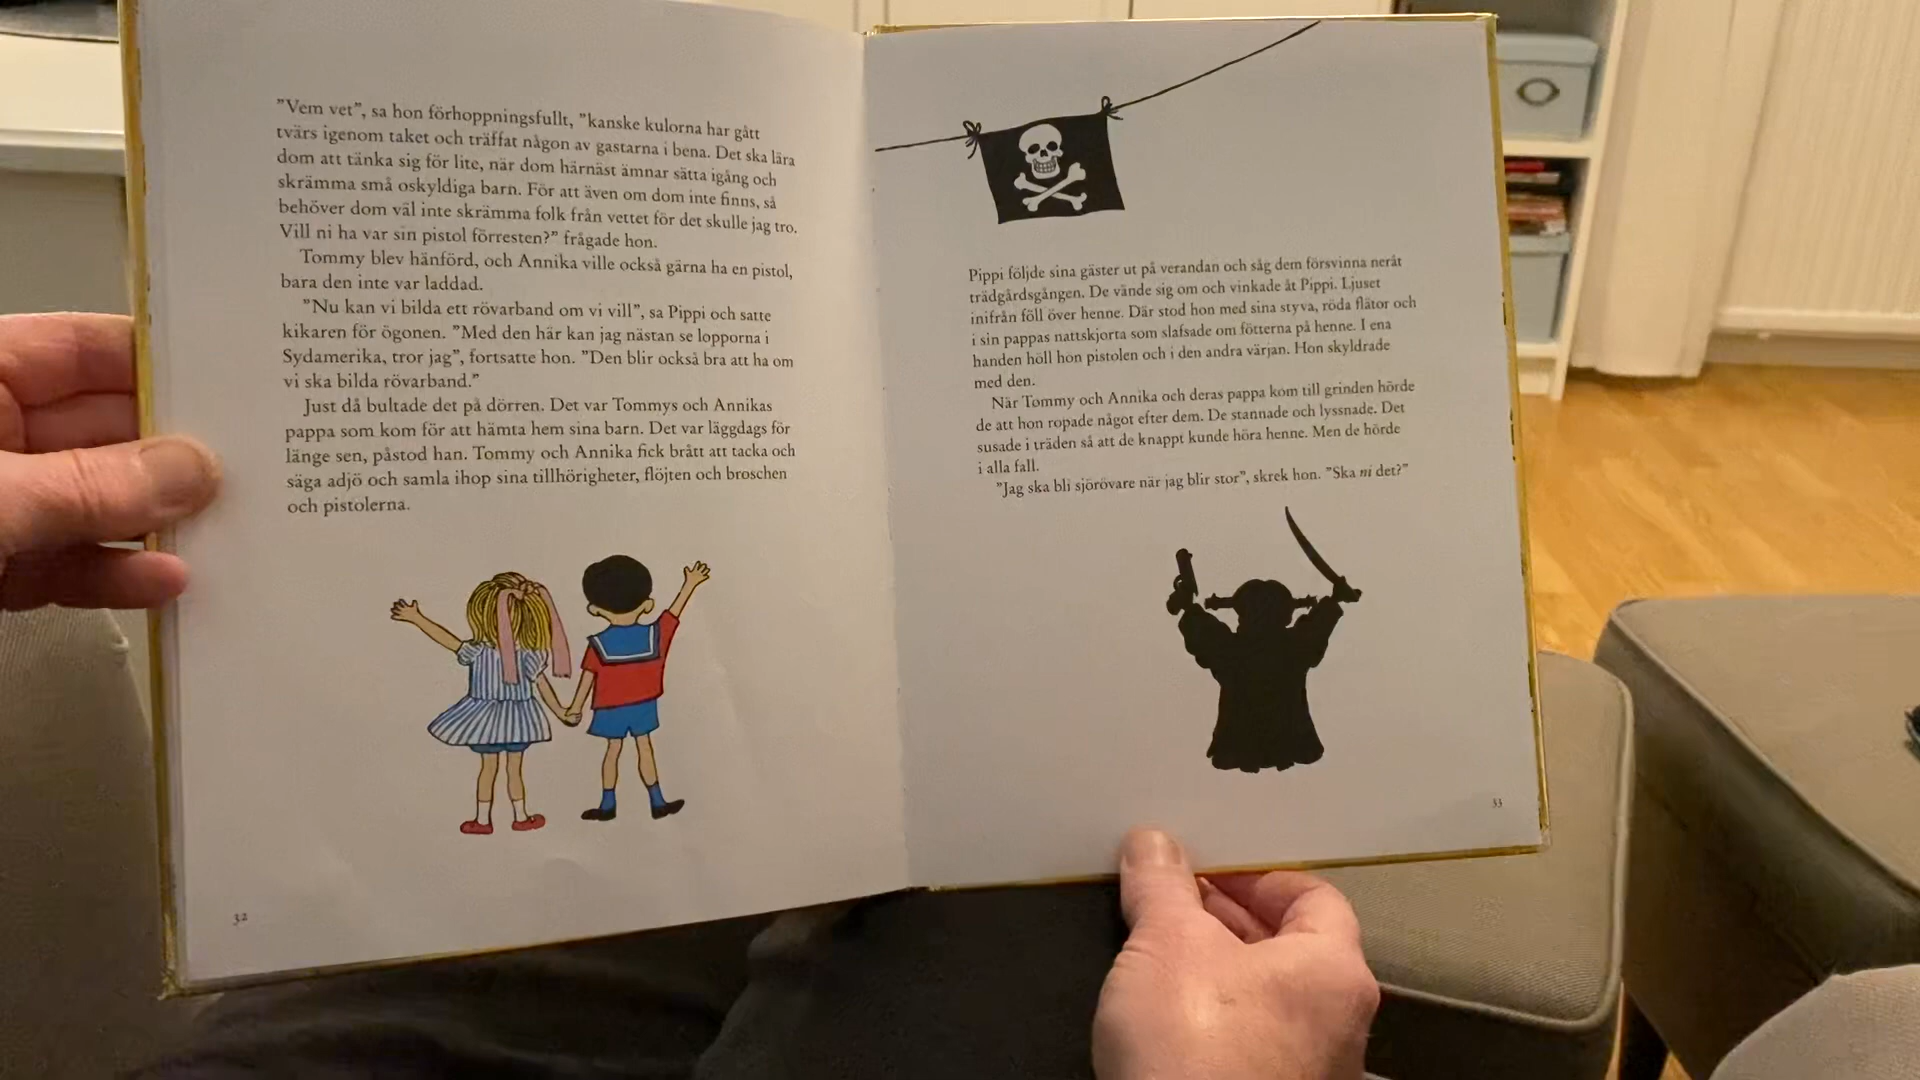 ”Vem vet”, sa hon förhoppningsfullt, ”kanske kulorna har gått
tvärs igenom taket och träffat någon av gastarna i bena. Det ska lära
dom att tänka sig för lite, när dom härnäst ämnar sätta igång och
skrämma små oskyldiga barn. För att även om dom inte finns, så
behöver dom väl inte skrämma folk från vettet för det skulle jag tro.
Vill ni ha var sin pistol förresten?” frågade hon.
Tommy blev hänförd, och Annika ville också gärna ha en pistol,
bara den inte var laddad.
”Nu kan vi bilda ett rövarband om vi vill”, sa Pippi och satte
kikaren för ögonen. ”Med den här kan jag nästan se lopporna i
Sydamerika, tror jag”, fortsatte hon. ”Den blir också bra att ha om
vi ska bilda rövarband.”
Just då bultade det på dörren. Det var Tommys och Annikas
pappa som kom för att hämta hem sina barn. Det var läggdags för
länge sen, påstod han. Tommy och Annika fick brått att tacka och
säga adjö och samla ihop sina tillhörigheter, flöjten och broschen
och pistolerna.
32
Pippi följde sina gäster ut på verandan och såg dem försvinna neråt
trädgårdsgången. De vände sig om och vinkade åt Pippi. Ljuset
inifrån föll över henne. Där stod hon med sina styva, röda flätor och
i sin pappas nattskjorta som slafsade om fötterna på henne. I ena
handen höll hon pistolen och i den andra värjan. Hon skyldrade
med den.
När Tommy och Annika och deras pappa kom till grinden hörde
de att hon ropade något efter dem. De stannade och lyssnade. Det
susade i träden så att de knappt kunde höra henne. Men de hörde
i alla fall.
”Jag ska bli sjörövare när jag blir stor”, skrek hon. ”Ska ni det?”
33